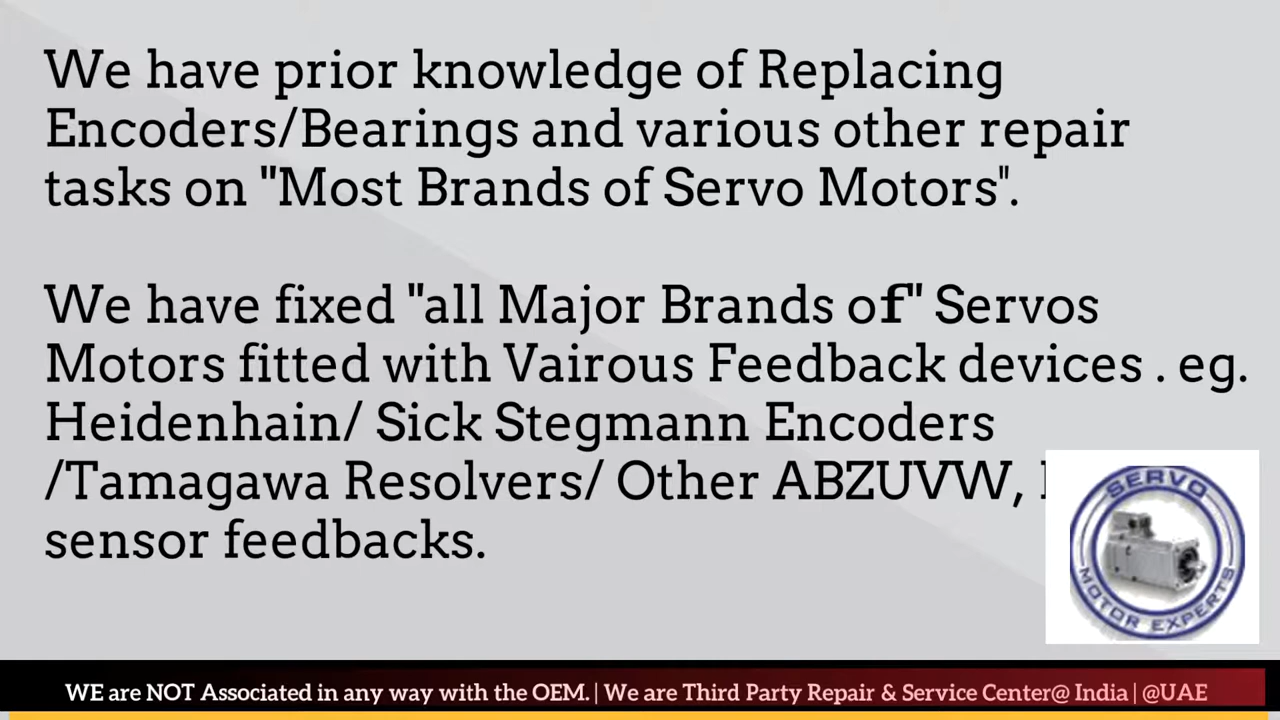 We have prior knowledge of Replacing
Encoders/Bearings and various other repair
tasks on "Most Brands of Servo Motors".
We have fixed "all Major Brands of" Servos
Motors fitted with Vairous Feedback devices . eg.
Heidenhain/ Sick Stegmann Encoders
/Tamagawa Resolvers/ Other ABZUVW,
sensor feedbacks.
SERVO
MOTOR EXPERTS
WE are NOT Associated in any way with the OEM. | We are Third Party Repair & Service Center@ India | @UAE